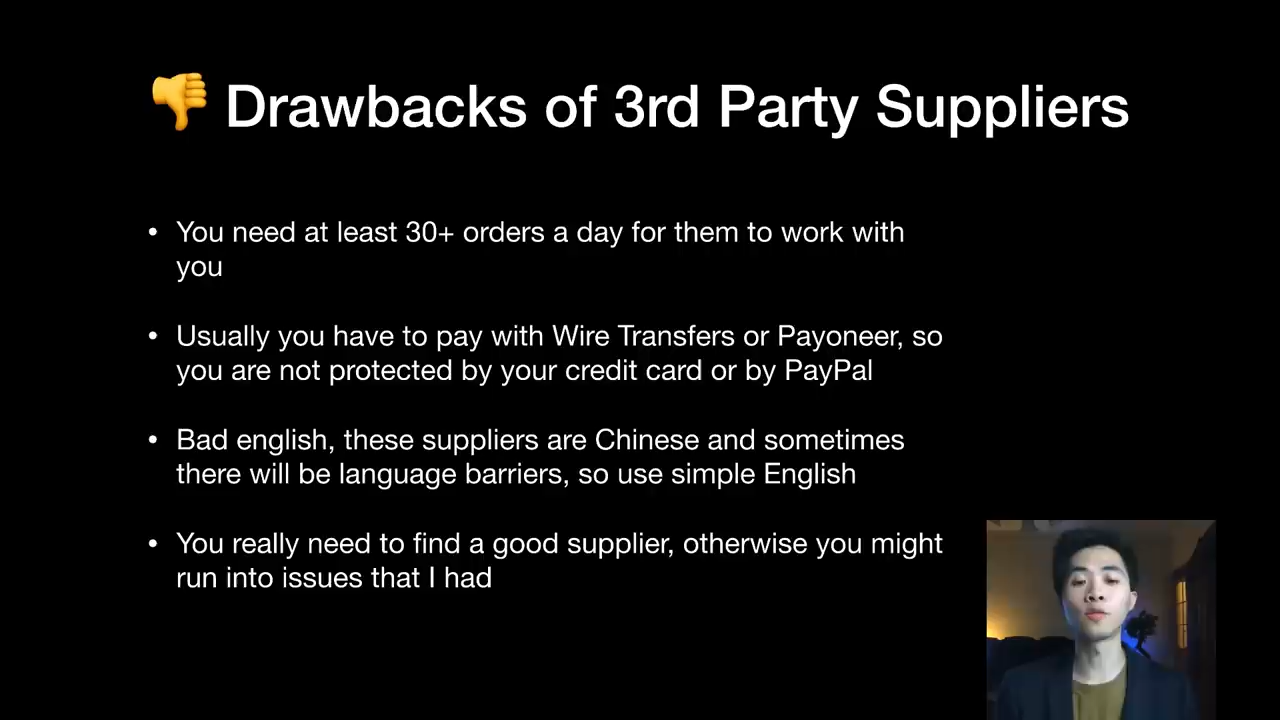 👎 Drawbacks of 3rd Party Suppliers
• You need at least 30+ orders a day for them to work with
you
• Usually you have to pay with Wire Transfers or Payoneer, so
you are not protected by your credit card or by PayPal
• Bad english, these suppliers are Chinese and sometimes
there will be language barriers, so use simple English
• You really need to find a good supplier, otherwise you might
run into issues that I had